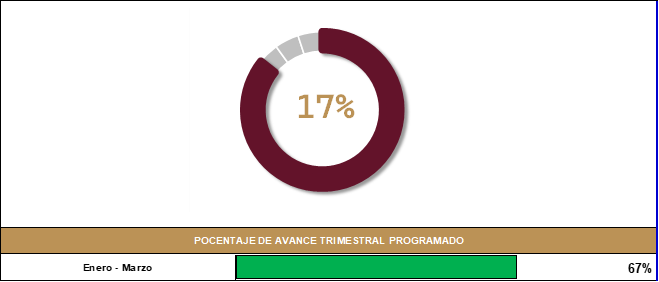 17%
POCENTAJE DE AVANCE TRIMESTRAL PROGRAMADO
Enero - Marzo 67%